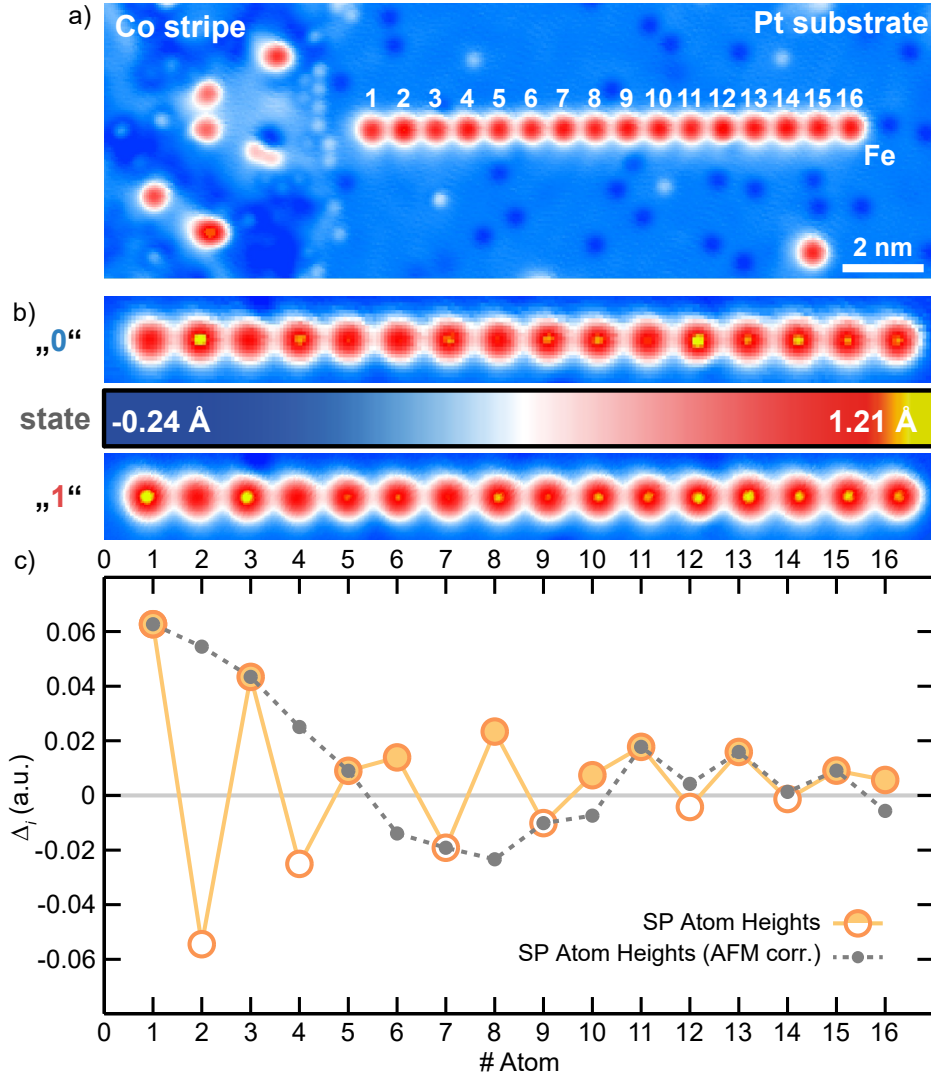 a)
Co stripe
Pt substrate
1 2 3 4 5 6 7 8 9 10 11 12 13 14 15 16
Fe
2 nm
b)
„0“
state
-0.24 Å
1.21 Å
„1“
0 1 2 3 4 5 6 7 8 9 10 11 12 13 14 15 16
c)
0.06
0.04
0.02
0
-0.02
-0.04
-0.06
Δi (a.u.)
SP Atom Heights
SP Atom Heights (AFM corr.)
0 1 2 3 4 5 6 7 8 9 10 11 12 13 14 15 16
# Atom